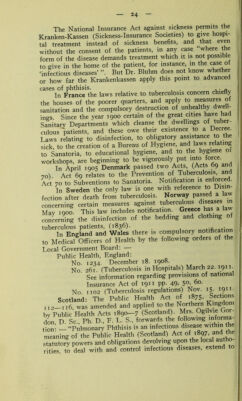 — 24 —
The National Insurance Act against sickness permits the
Kranken-Kassen (Sickness-Insurance Societies) to give hospi-
tal treatment instead of sickness benefits, and that even
without the consent of the patients, in any case "where the
form of the disease demands treatment which it is not possible
to give in the home of the patient, for instance, in the case of
'infectious diseases'". But Dr. Bluhm does not know whether
or how far the Krankenkassen apply this point to advanced
cases of phthisis.
In France the laws relative to tuberculosis concern chiefly
the houses of poorer quarters, and apply to measures of
sanitation and the compulsory destruction of unhealthy dwell-
ings. Since the year 1900 certain of the great cities have had
Sanitary Departments which cleanse the dwellings of tuber-
culous patients, and these owe their existence to a Decree.
Laws relating to disinfection, to obligatory assistance to the
sick, to the creation of a Bureau of Hygiene, and laws relating
to Sanatoria, to educational hygiene, and to the hygiene of
workshops, are beginning to be vigorously put into force.
In April 1905 Denmark passed two Acts, (Acts 69 and
70). Act 69 relates to the Prevention of Tuberculosis, and
Act 70 to Subventions to Sanatoria. Notification is enforced.
In Sweden the only law is one with reference to Disin-
fection after death from tuberculosis. Norway passed a law
concerning certain measures against tuberculous diseases in
May 1900. This law includes notification. Greece has a law
concerning the disinfection of the bedding and clothing of
tuberculous patients, (1836).
In England and Wales there is compulsory notification
to Medical Officers of Health by the following orders of the
Local Government Board: —
Public Health, England:
No. 1234. December 18. 1908.
No. 261. (Tuberculosis in Hospitals) March 22. 1911.
See information regarding provisions of national
Insurance Act of 1911 pp. 49, 50, 60.
No. 1102 (Tuberculosis regulations) Nov. 15. 1911.
Scotland: The Public Health Act of 1875, Sections
112—116, was amended and applied to the Northern Kingdom
by Public Health Acts 1890—7 (Scotland). Mrs. Ogilvie Gor-
don, D. Sc., Ph. D., F. L. S., forwards the following informa-
tion: — "Pulmonary Phthisis is an infectious disease within the
meaning of the Public Health (Scotland) Act of 1897, and the
statutory powers and obligations devolving upon the local autho-
rities, to deal with and control infectious diseases, extend to